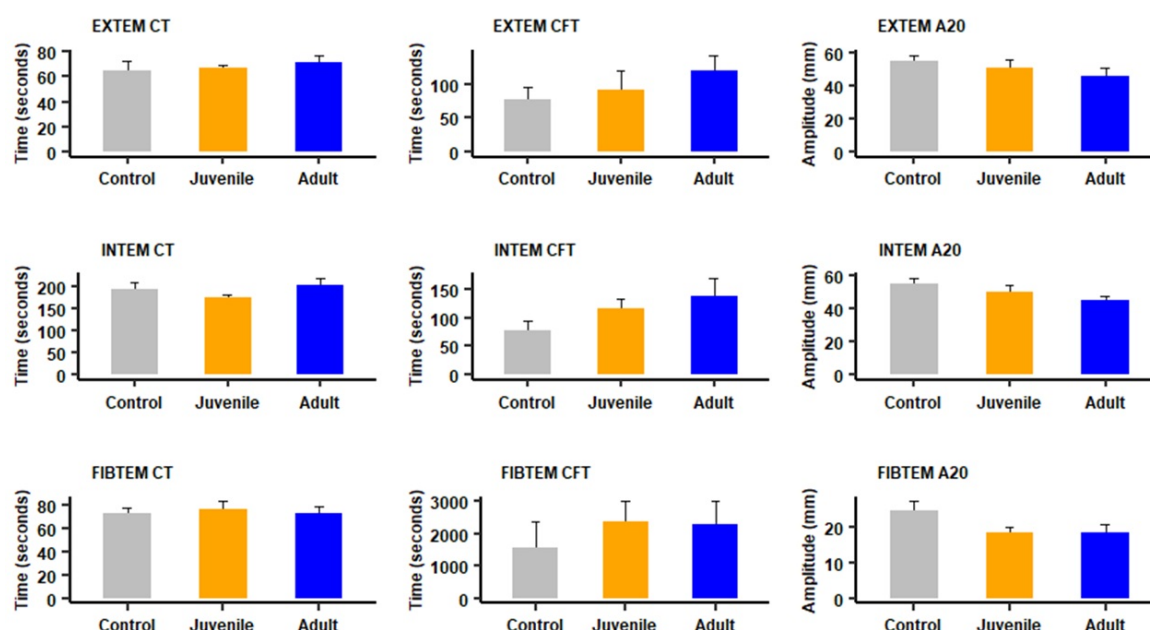 EXTEM CT
Time (seconds)
80
60
40
20
0
Control Juvenile Adult
EXTEM CFT
Time (seconds)
100
50
0
Control Juvenile Adult
EXTEM A20
Amplitude (mm)
60
40
20
0
Control Juvenile Adult
INTEM CT
Time (seconds)
200
150
100
50
0
Control Juvenile Adult
INTEM CFT
Time (seconds)
150
100
50
0
Control Juvenile Adult
INTEM A20
Amplitude (mm)
60
40
20
0
Control Juvenile Adult
FIBTEM CT
Time (seconds)
80
60
40
20
0
Control Juvenile Adult
FIBTEM CFT
Time (seconds)
3000
2000
1000
0
Control Juvenile Adult
FIBTEM A20
Amplitude (mm)
20
10
0
Control Juvenile Adult